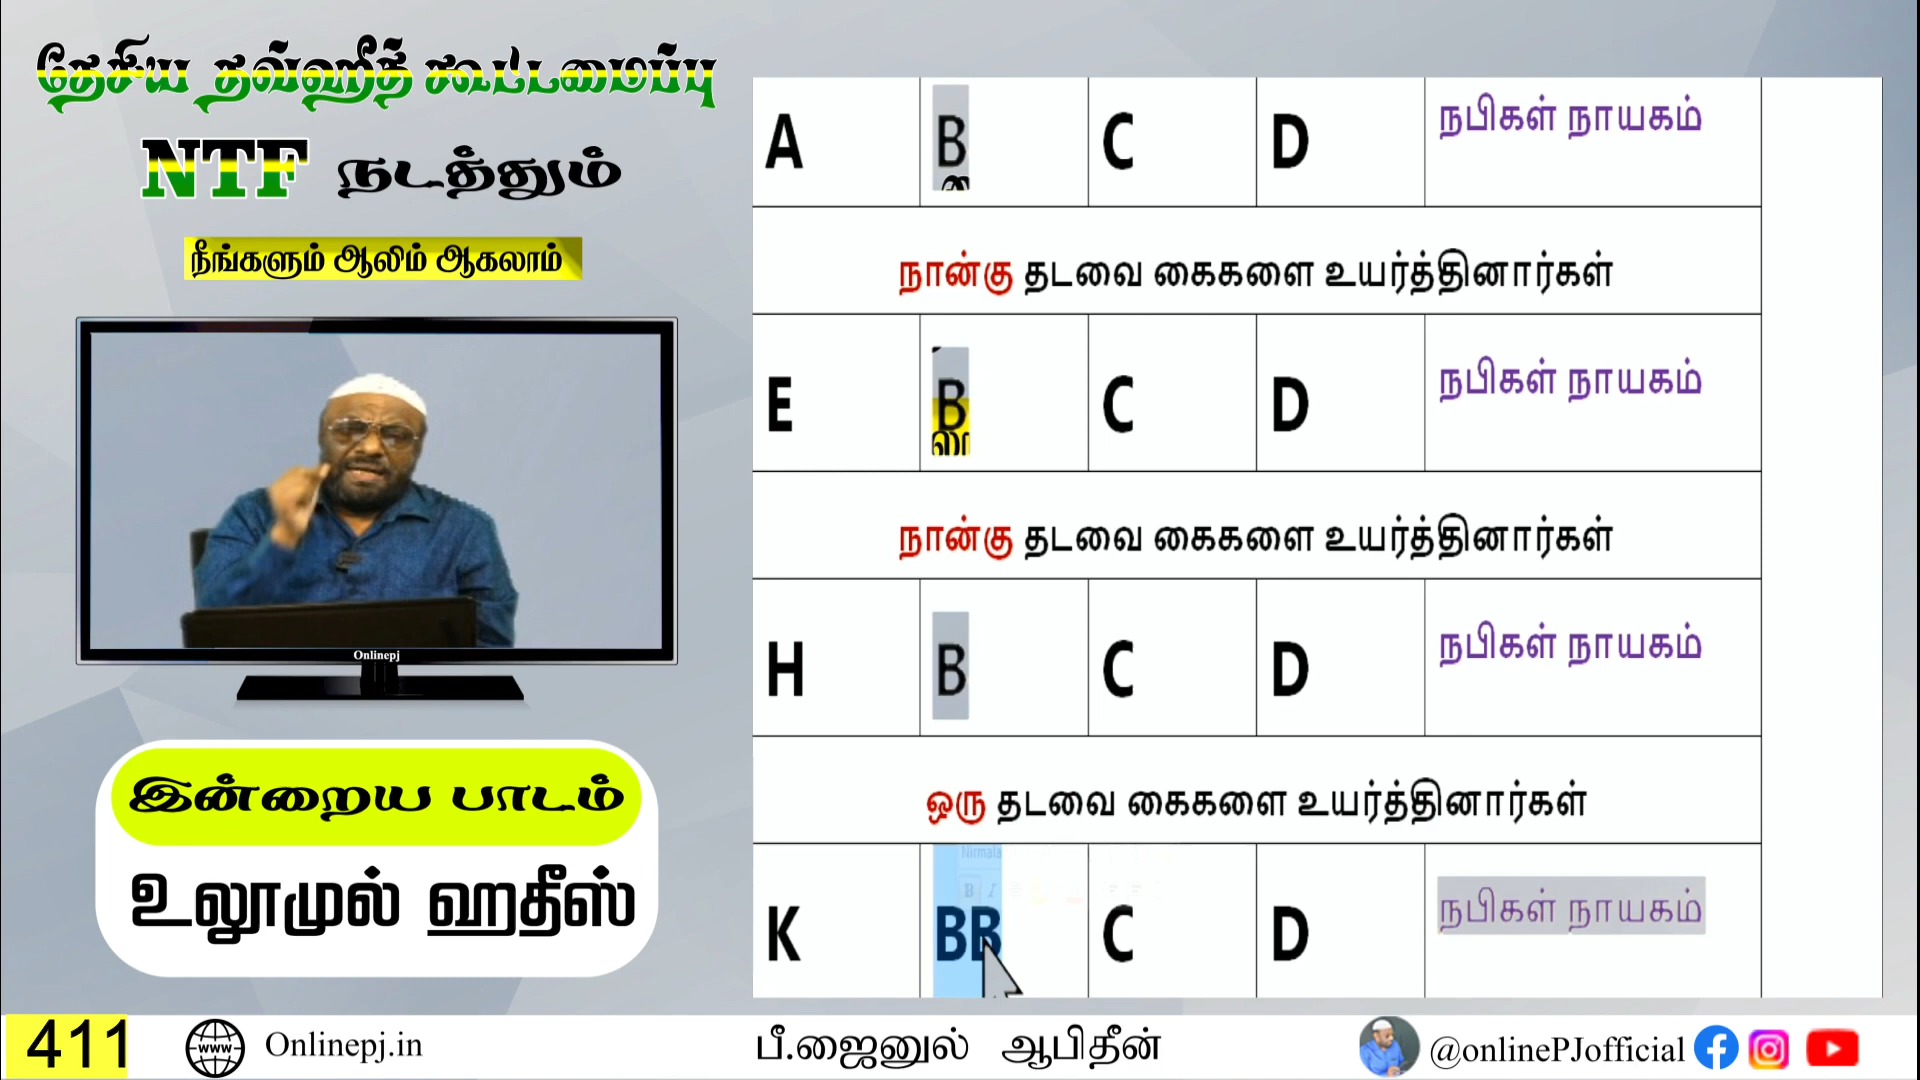 தேசிய தவ்ஹீத் கூட்டமைப்பு
NTF நடத்தும்
நீங்களும் ஆலிம் ஆகலாம்
Onlinepj
இன்றைய பாடம்
உலூமுல் ஹதீஸ்
A B C D நபிகள் நாயகம்
நான்கு தடவை கைகளை உயர்த்தினார்கள்
E B C D நபிகள் நாயகம்
நான்கு தடவை கைகளை உயர்த்தினார்கள்
H B C D நபிகள் நாயகம்
ஒரு தடவை கைகளை உயர்த்தினார்கள்
K BB C D நபிகள் நாயகம்
411 www Onlinepj.in பீ.ஜைனுல் ஆபிதீன் @onlinePJofficial